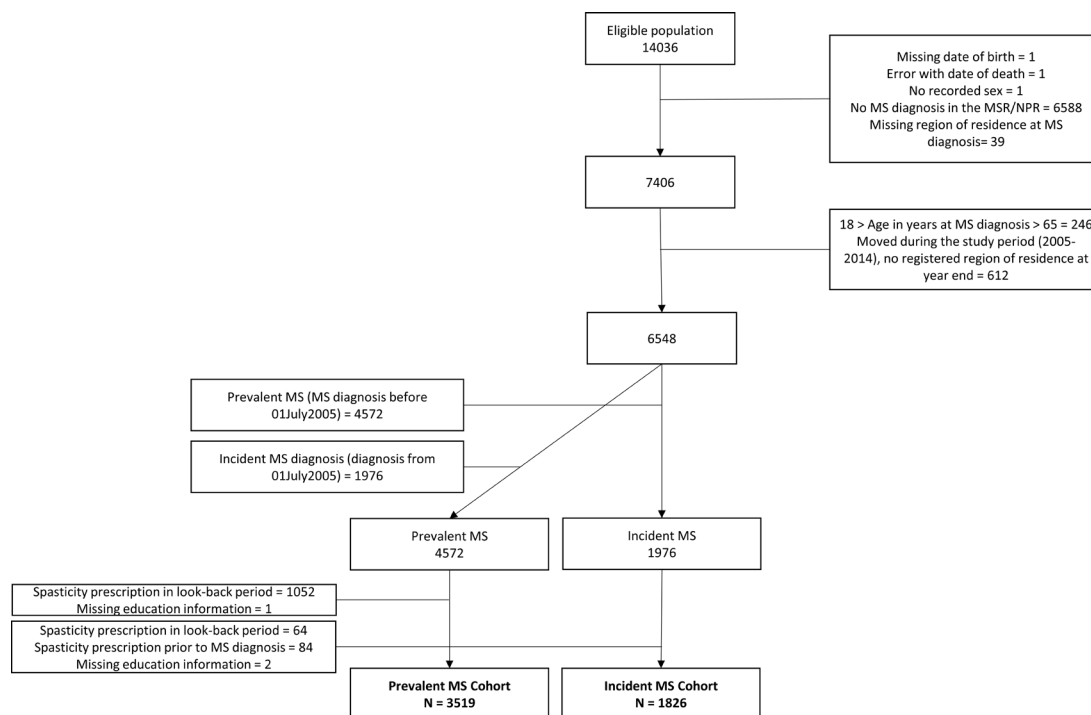 Eligible population
14036
Missing date of birth = 1
Error with date of death = 1
No recorded sex = 1
No MS diagnosis in the MSR/NPR = 6588
Missing region of residence at MS
diagnosis= 39
7406
18 > Age in years at MS diagnosis > 65 = 246
Moved during the study period (2005-
2014), no registered region of residence at
year end = 612
6548
Prevalent MS (MS diagnosis before
01July2005) = 4572
Incident MS diagnosis (diagnosis from
01July2005) = 1976
Prevalent MS
4572
Incident MS
1976
Spasticity prescription in look-back period = 1052
Missing education information = 1
Spasticity prescription in look-back period = 64
Spasticity prescription prior to MS diagnosis = 84
Missing education information = 2
Prevalent MS Cohort
N = 3519
Incident MS Cohort
N = 1826